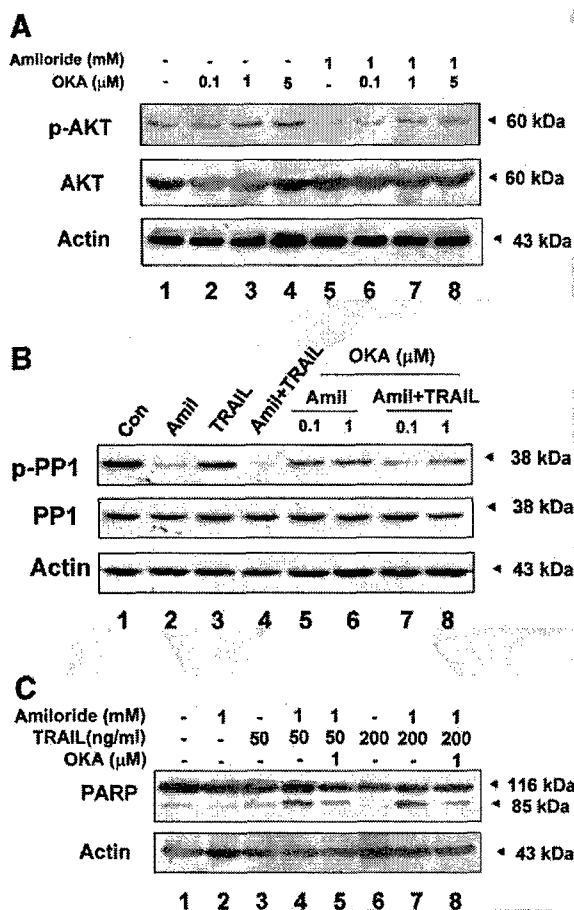 A
Amiloride (mM) - - - - 1 1 1 1
OKA (μM) - 0.1 1 5 - 0.1 1 5
p-AKT 60 kDa
AKT 60 kDa
Actin 43 kDa
1 2 3 4 5 6 7 8
B
OKA (μM)
Con Amil TRAIL Amil+TRAIL Amil Amil+TRAIL
0.1 1 0.1 1
p-PP1 38 kDa
PP1 38 kDa
Actin 43 kDa
1 2 3 4 5 6 7 8
C
Amiloride (mM) - 1 - 1 1 - 1 1
TRAIL(ng/ml) - - 50 50 50 200 200 200
OKA (μM) - - - - 1 - - 1
PARP 116 kDa
85 kDa
Actin 43 kDa
1 2 3 4 5 6 7 8